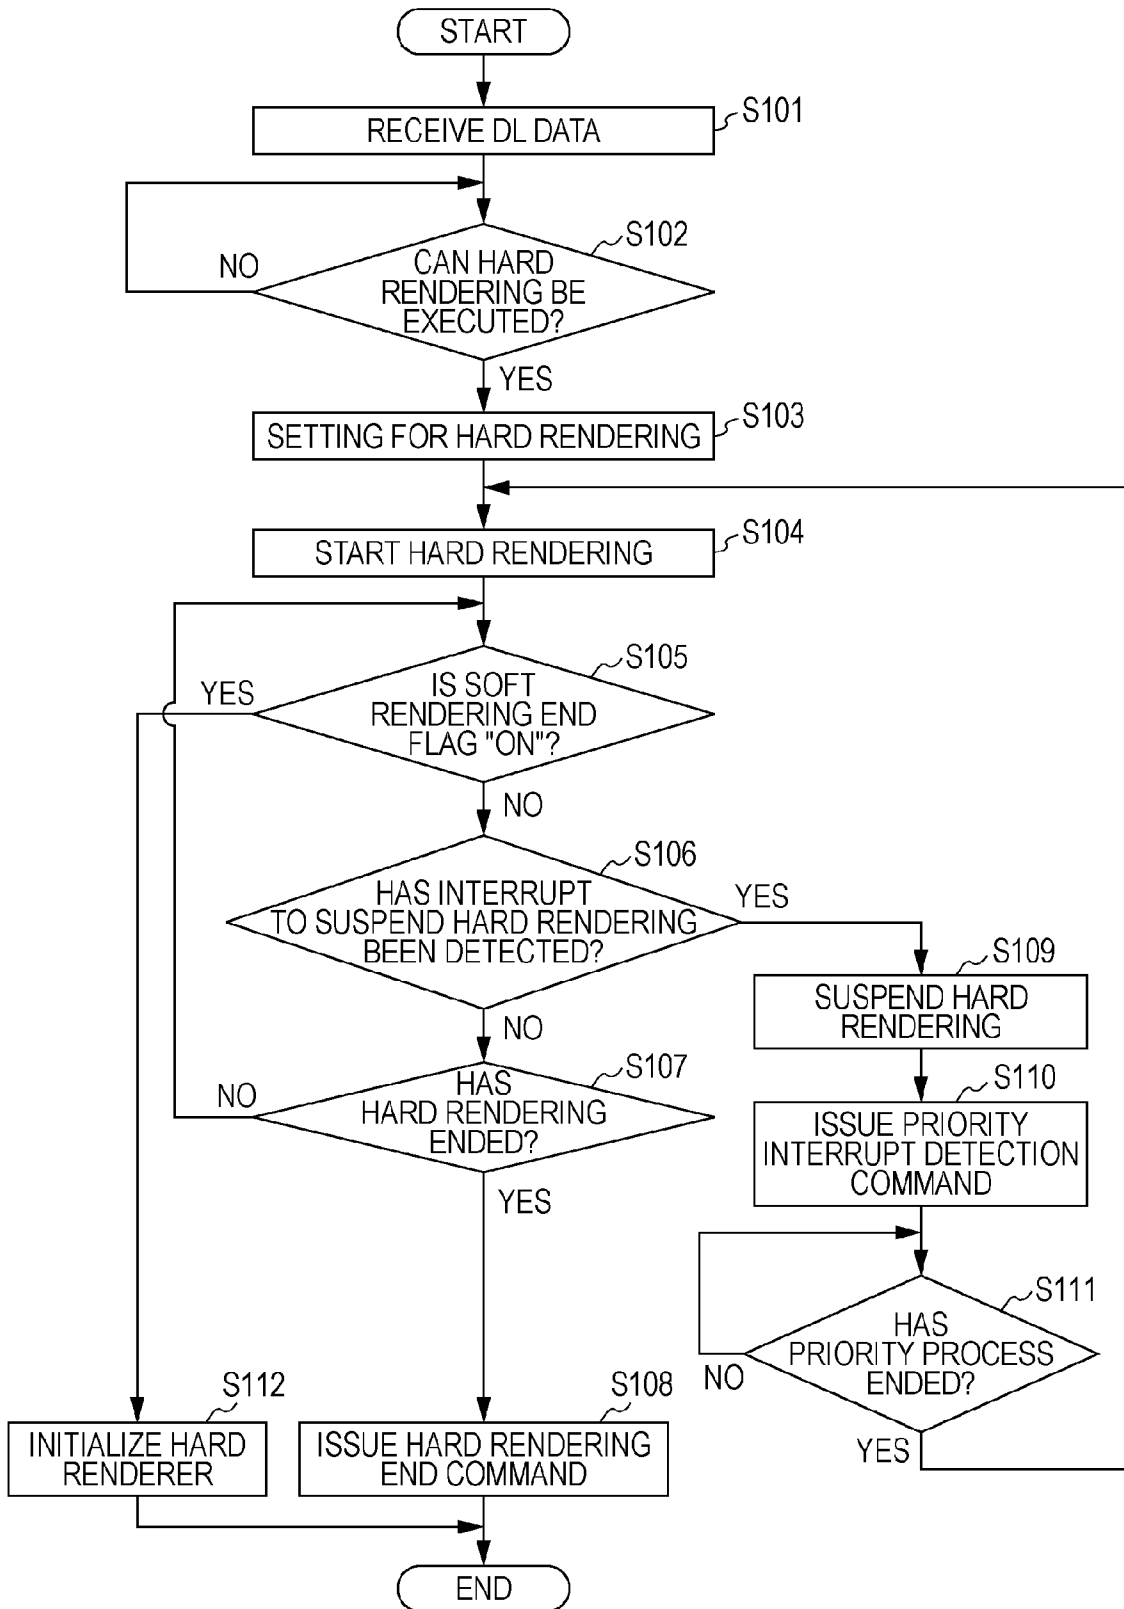 START
RECEIVE DL DATA
S101
S102
CAN HARD
RENDERING BE
EXECUTED?
NO
YES
SETTING FOR HARD RENDERING
S103
START HARD RENDERING
S104
S105
IS SOFT
RENDERING END
FLAG "ON"?
YES
NO
S106
HAS INTERRUPT
TO SUSPEND HARD RENDERING
BEEN DETECTED?
YES
NO
S107
HAS
HARD RENDERING
ENDED?
NO
YES
S109
SUSPEND HARD
RENDERING
S110
ISSUE PRIORITY
INTERRUPT DETECTION
COMMAND
S111
HAS
PRIORITY PROCESS
ENDED?
NO
YES
S112
INITIALIZE HARD
RENDERER
S108
ISSUE HARD RENDERING
END COMMAND
END